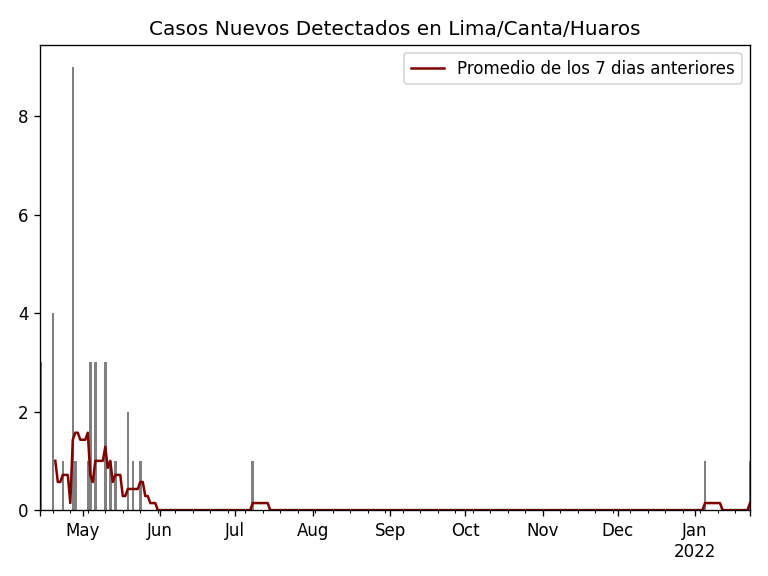 Casos Nuevos Detectados en Lima/Canta/Huaros
Promedio de los 7 dias anteriores
8
6
4
2
0
May Jun Jul Aug Sep Oct Nov Dec Jan
2022